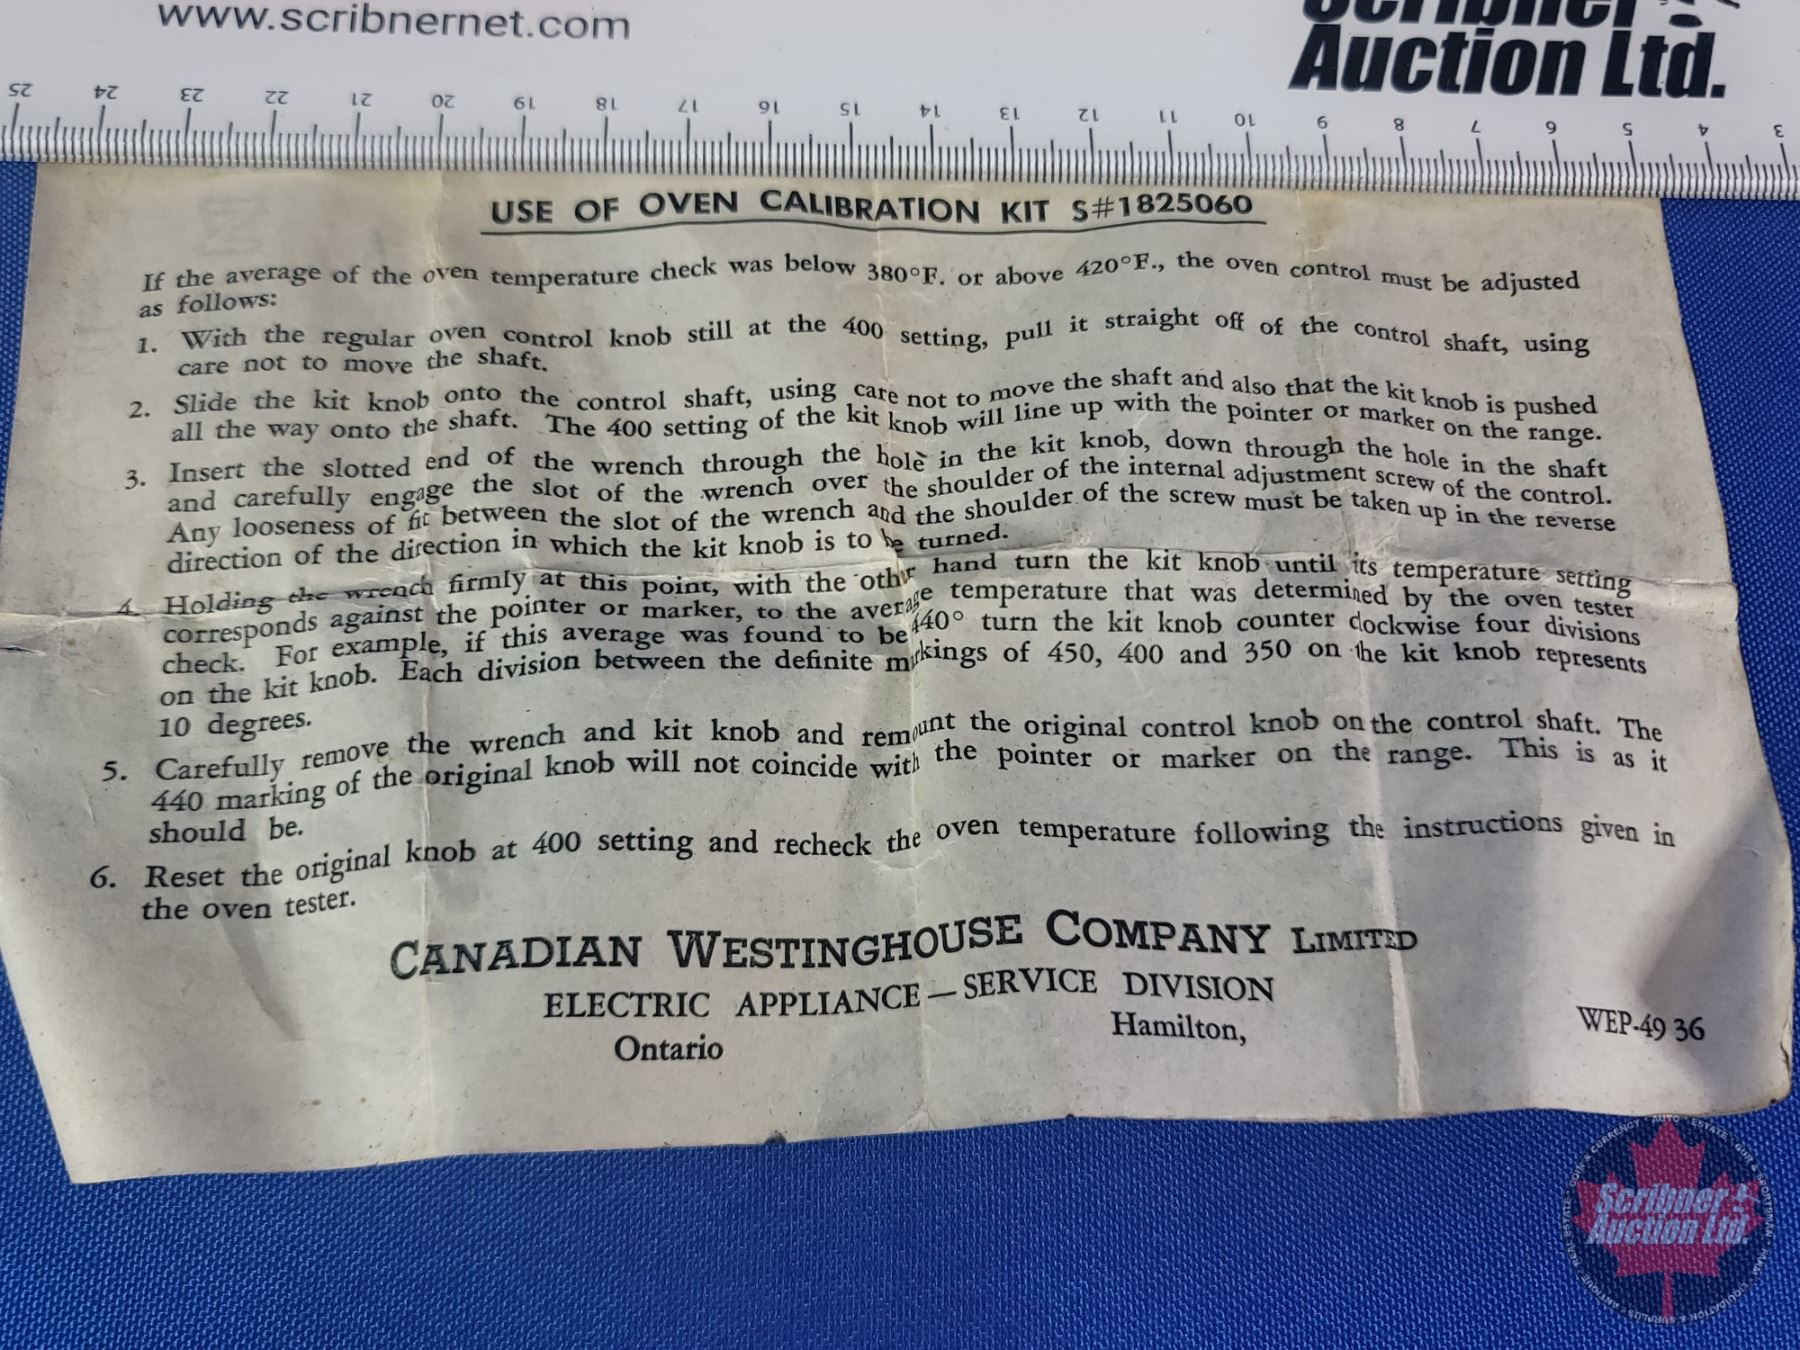 www.scribnernet.com
Scribner
Auction Ltd.
25 24 23 22 21 20 19 18 17 16 15 14 13 12 11 10 9 8 7 6 5 4 3
USE OF OVEN CALIBRATION KIT S#1825060
If the average of the oven temperature check was below 380°F. or above 420°F., the oven control must be adjusted
as follows:
1. With the regular oven control knob still at the 400 setting, pull it straight off of the control shaft, using
care not to move the shaft.
2. Slide the kit knob onto the control shaft, using care not to move the shaft and also that the kit knob is pushed
all the way onto the shaft. The 400 setting of the kit knob will line up with the pointer or marker on the range.
3. Insert the slotted end of the wrench through the hole in the kit knob, down through the hole in the shaft
and carefully engage the slot of the wrench over the shoulder of the internal adjustment screw of the control.
Any looseness of fit between the slot of the wrench and the shoulder of the screw must be taken up in the reverse
direction of the direction in which the kit knob is to be turned.
4. Holding the wrench firmly at this point, with the other hand turn the kit knob until its temperature setting
corresponds against the pointer or marker, to the average temperature that was determined by the oven tester
check. For example, if this average was found to be 440° turn the kit knob counter clockwise four divisions
on the kit knob. Each division between the definite markings of 450, 400 and 350 on the kit knob represents
10 degrees.
5. Carefully remove the wrench and kit knob and remount the original control knob on the control shaft. The
440 marking of the original knob will not coincide with the pointer or marker on the range. This is as it
should be.
6. Reset the original knob at 400 setting and recheck the oven temperature following the instructions given in
the oven tester.
CANADIAN WESTINGHOUSE COMPANY LIMITED
ELECTRIC APPLIANCE — SERVICE DIVISION
Hamilton,
Ontario
WEP-49 36
Scribner
Auction Ltd.